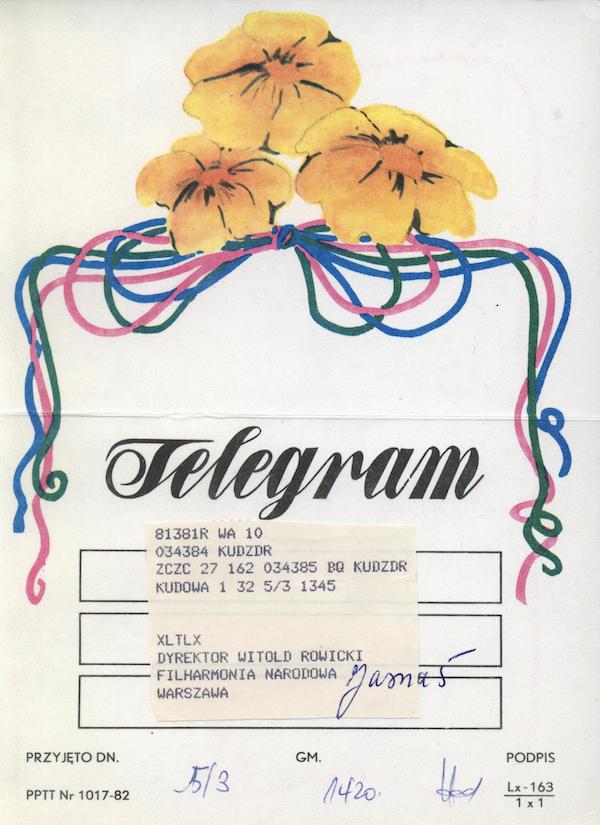 Telegram
81381R WA 10
034384 KUDZDR
ZCZC 27 162 034385 BQ KUDZDR
KUDOWA 1 32 5/3 1345
XLTLX
DYREKTOR WITOLD ROWICKI
FILHARMONIA NARODOWA
WARSZAWA
PRZYJĘTO DN. GM. PODPIS
PPTT Nr 1017-82 5/3 1420. Lx-163
1x1